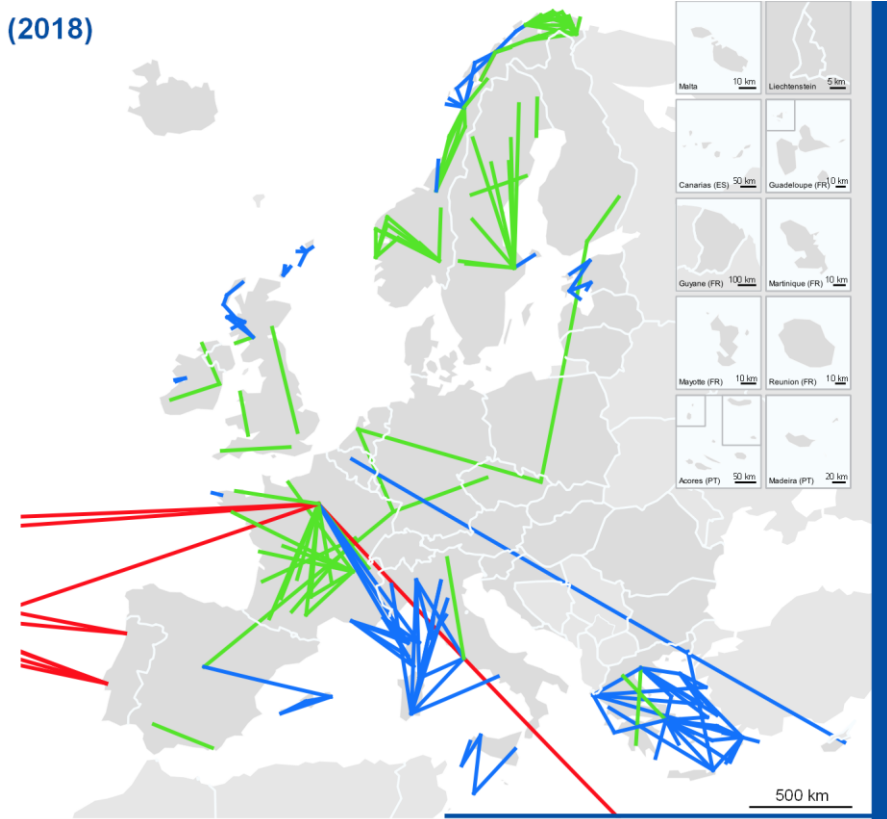 (2018)
Malta
10 km
Liechtenstein
5 km
Canarias (ES)
50 km
Guadeloupe (FR)
10 km
Guyane (FR)
100 km
Martinique (FR)
10 km
Mayotte (FR)
10 km
Reunion (FR)
10 km
Acores (PT)
50 km
Madeira (PT)
20 km
500 km